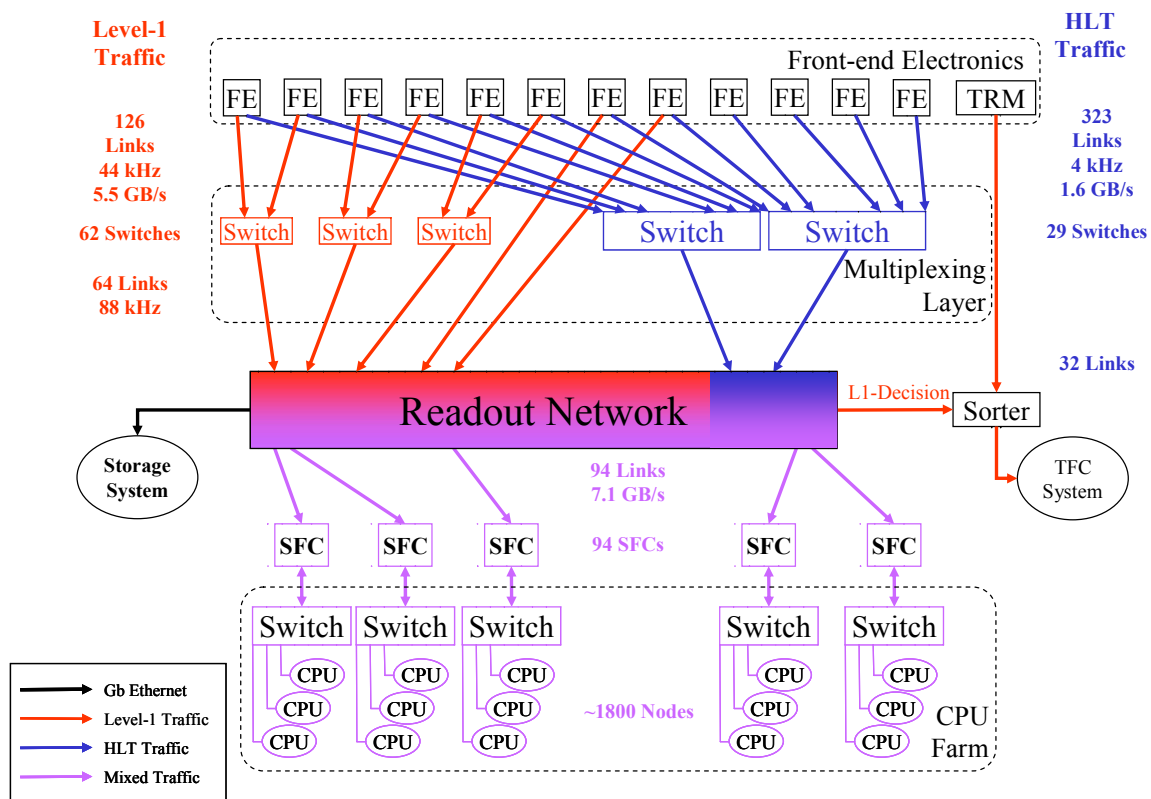 Level-1
Traffic
HLT
Traffic
Front-end Electronics
FE FE FE FE FE FE FE FE FE FE FE FE TRM
126
Links
44 kHz
5.5 GB/s
323
Links
4 kHz
1.6 GB/s
62 Switches
Switch Switch Switch Switch Switch
29 Switches
Multiplexing
Layer
64 Links
88 kHz
32 Links
Readout Network
L1-Decision
Sorter
Storage
System
TFC
System
94 Links
7.1 GB/s
SFC SFC SFC 94 SFCs SFC SFC
Switch Switch Switch Switch Switch
CPU CPU CPU CPU CPU
CPU CPU CPU CPU CPU
CPU CPU CPU CPU CPU
~1800 Nodes
CPU
Farm
Gb Ethernet
Level-1 Traffic
HLT Traffic
Mixed Traffic